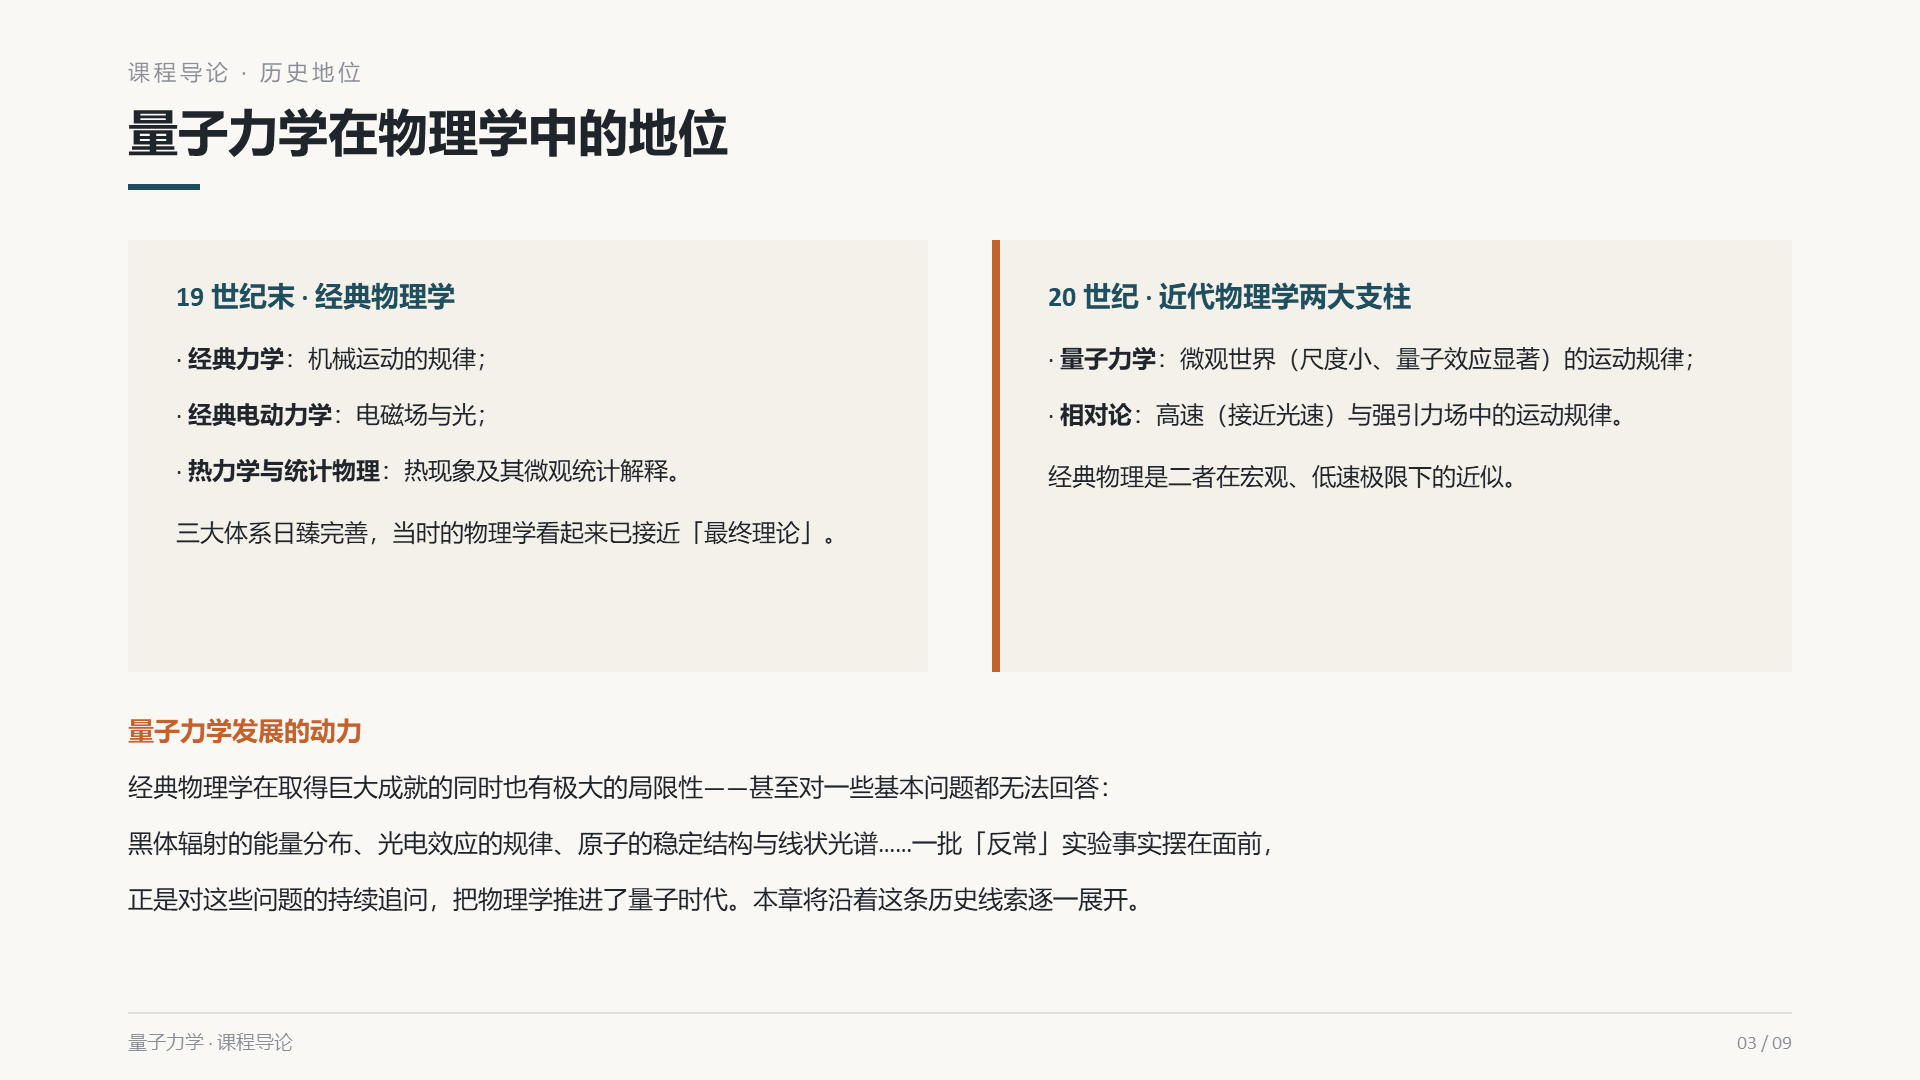 课程导论 · 历史地位
量子力学在物理学中的地位
19 世纪末 · 经典物理学
· 经典力学：机械运动的规律；
· 经典电动力学：电磁场与光；
· 热力学与统计物理：热现象及其微观统计解释。
三大体系日臻完善，当时的物理学看起来已接近「最终理论」。
20 世纪 · 近代物理学两大支柱
· 量子力学：微观世界（尺度小、量子效应显著）的运动规律；
· 相对论：高速（接近光速）与强引力场中的运动规律。
经典物理是二者在宏观、低速极限下的近似。
量子力学发展的动力
经典物理学在取得巨大成就的同时也有极大的局限性——甚至对一些基本问题都无法回答：
黑体辐射的能量分布、光电效应的规律、原子的稳定结构与线状光谱……一批「反常」实验事实摆在面前，
正是对这些问题的持续追问，把物理学推进了量子时代。本章将沿着这条历史线索逐一展开。
量子力学 · 课程导论
03 / 09